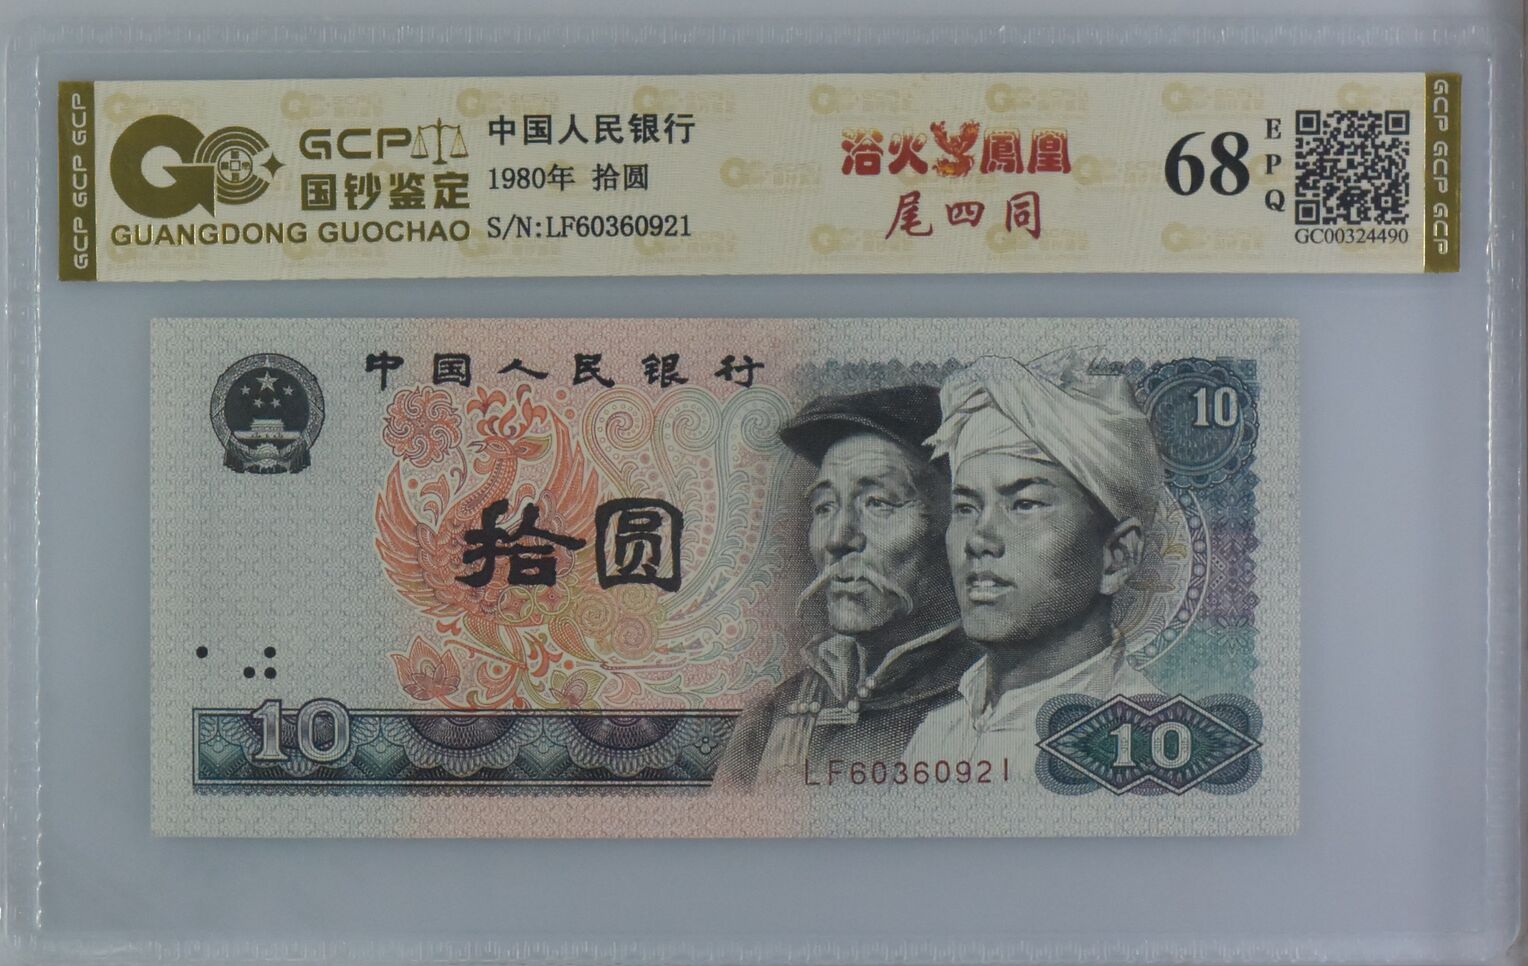 GCP GCP GCP
GCP
国钞鉴定
GUANGDONG GUOCHAO
中国人民银行
1980年 拾圆
S/N:LF60360921
浴火鳳凰
尾四同
68
EPQ
GC00324490
GCP GCP GCP
中国人民银行
10
拾圆
10
10
LF60360921